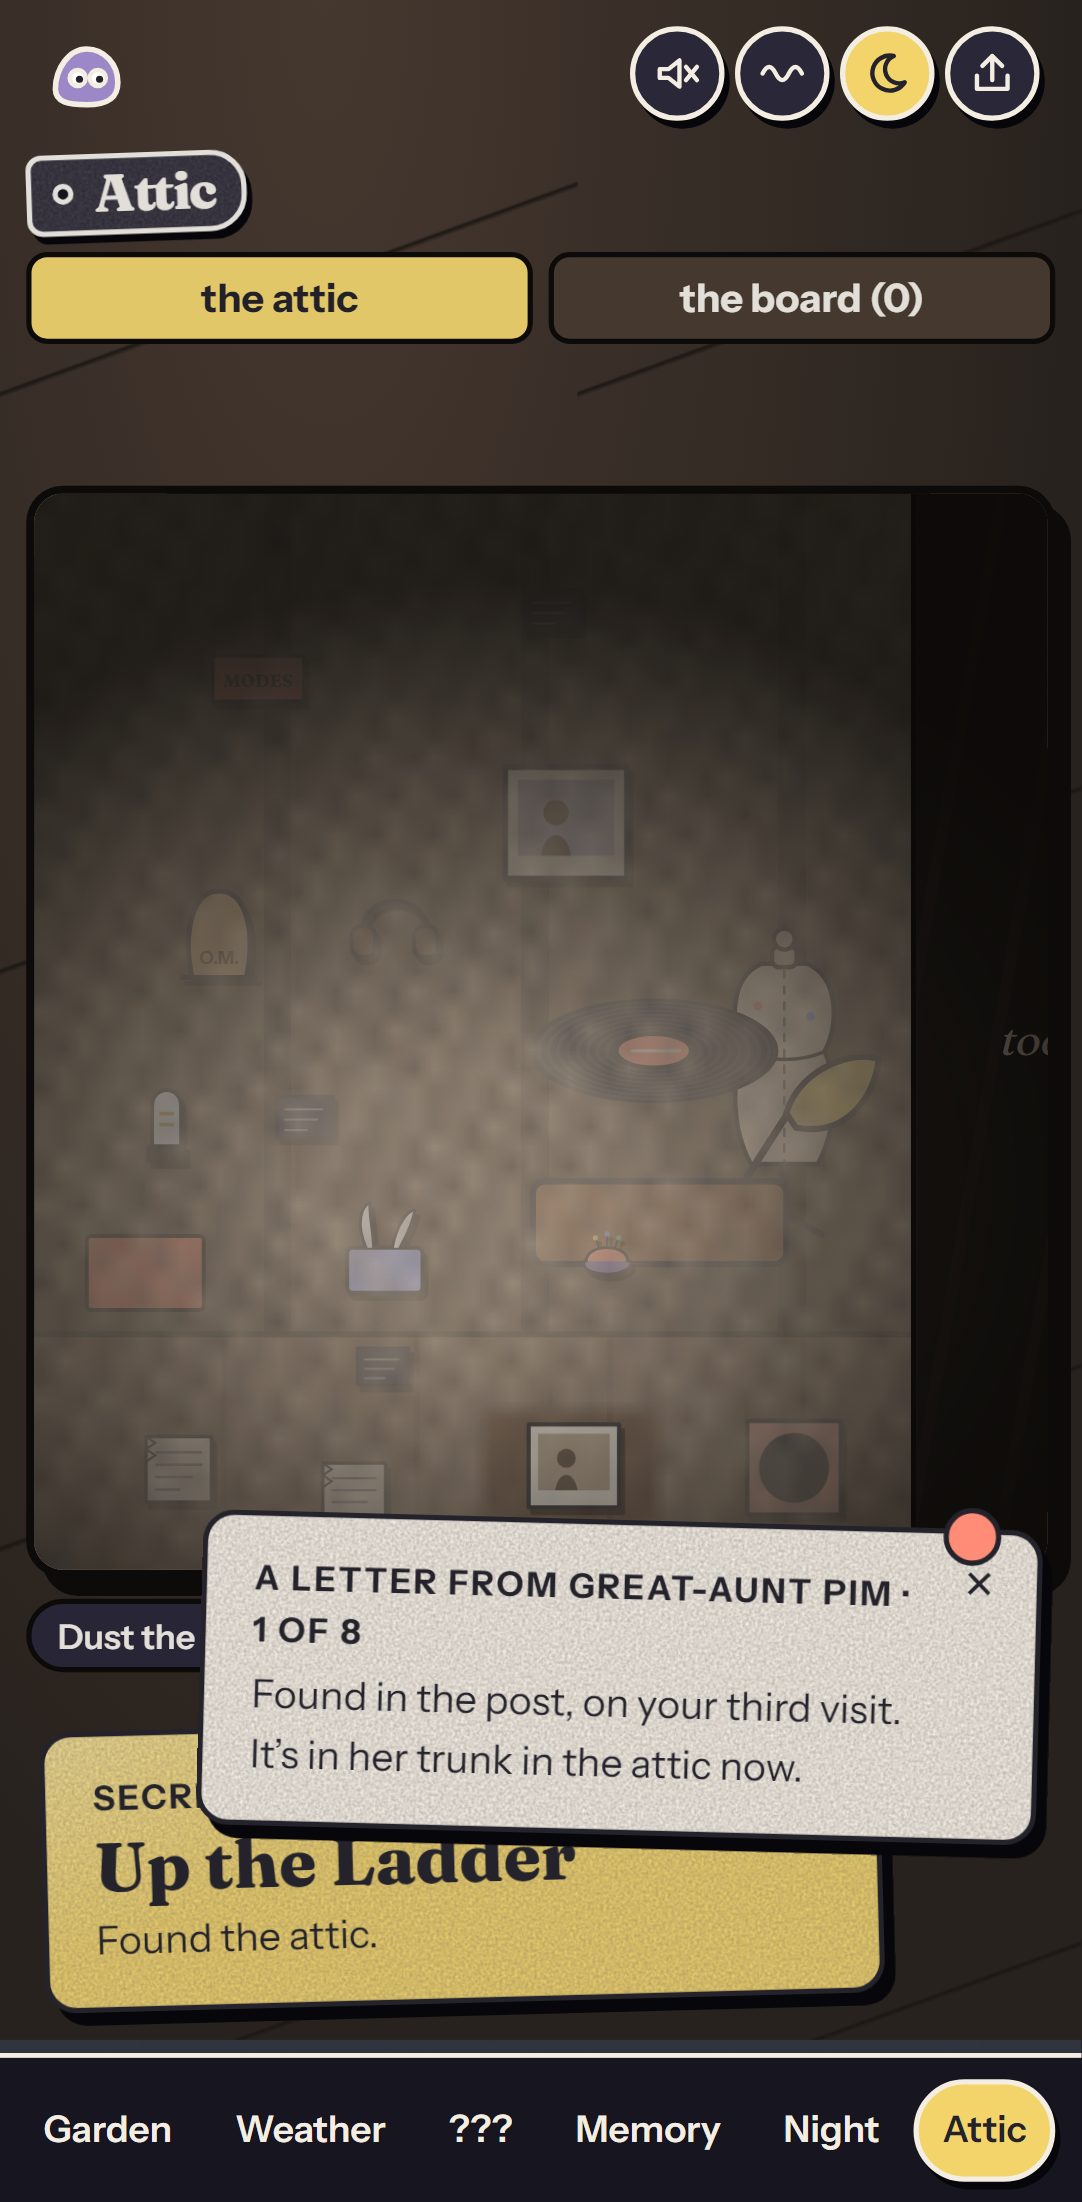 Attic
the attic
the board (0)
MODES
O.M.
Dust the
A LETTER FROM GREAT-AUNT PIM ·
1 OF 8
Found in the post, on your third visit.
It's in her trunk in the attic now.
Up the Ladder
Found the attic.
Garden Weather ??? Memory Night Attic